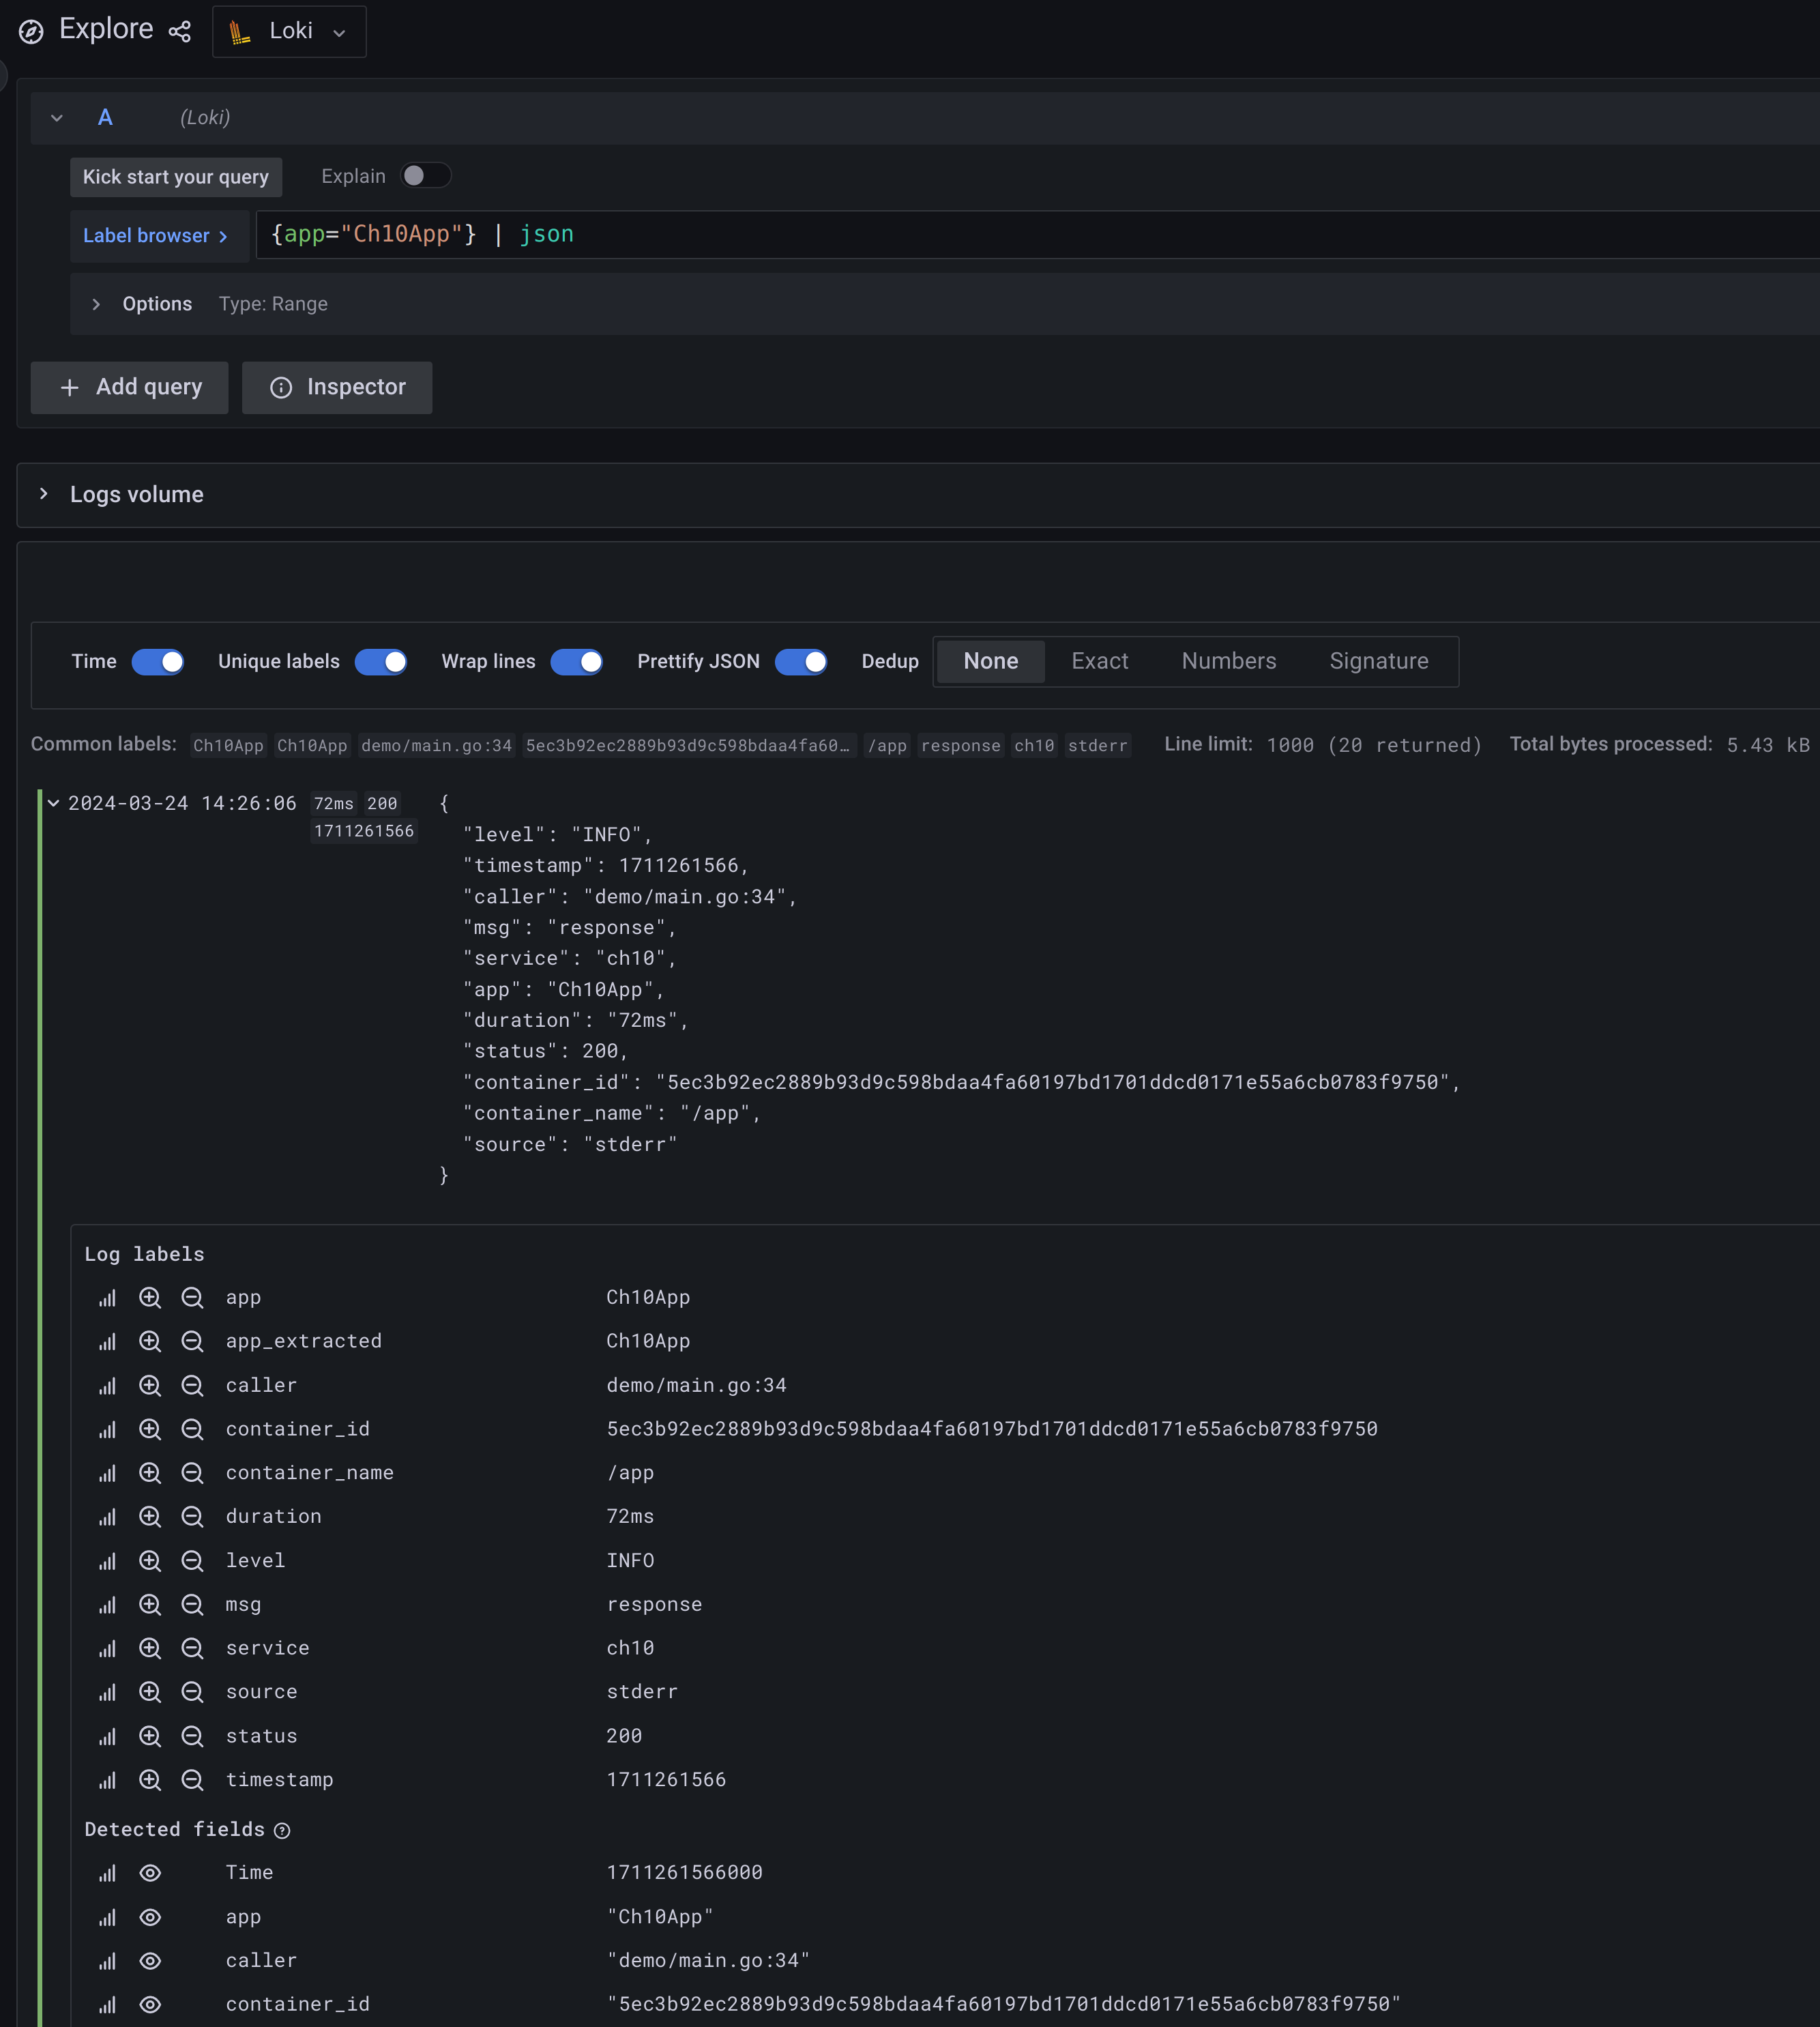 Explore Loki
A (Loki)
Kick start your query Explain
Label browser > {app="Ch10App"} | json
Options Type: Range
+ Add query Inspector
Logs volume
Time Unique labels Wrap lines Prettify JSON Dedup None Exact Numbers Signature
Common labels: Ch10App Ch10App demo/main.go:34 5ec3b92ec2889b93d9c598bdaa4fa60… /app response ch10 stderr Line limit: 1000 (20 returned) Total bytes processed: 5.43 kB
2024-03-24 14:26:06 72ms 200 {
1711261566 "level": "INFO",
"timestamp": 1711261566,
"caller": "demo/main.go:34",
"msg": "response",
"service": "ch10",
"app": "Ch10App",
"duration": "72ms",
"status": 200,
"container_id": "5ec3b92ec2889b93d9c598bdaa4fa60197bd1701ddcd0171e55a6cb0783f9750",
"container_name": "/app",
"source": "stderr"
}
Log labels
app Ch10App
app_extracted Ch10App
caller demo/main.go:34
container_id 5ec3b92ec2889b93d9c598bdaa4fa60197bd1701ddcd0171e55a6cb0783f9750
container_name /app
duration 72ms
level INFO
msg response
service ch10
source stderr
status 200
timestamp 1711261566
Detected fields
Time 1711261566000
app "Ch10App"
caller "demo/main.go:34"
container_id "5ec3b92ec2889b93d9c598bdaa4fa60197bd1701ddcd0171e55a6cb0783f9750"